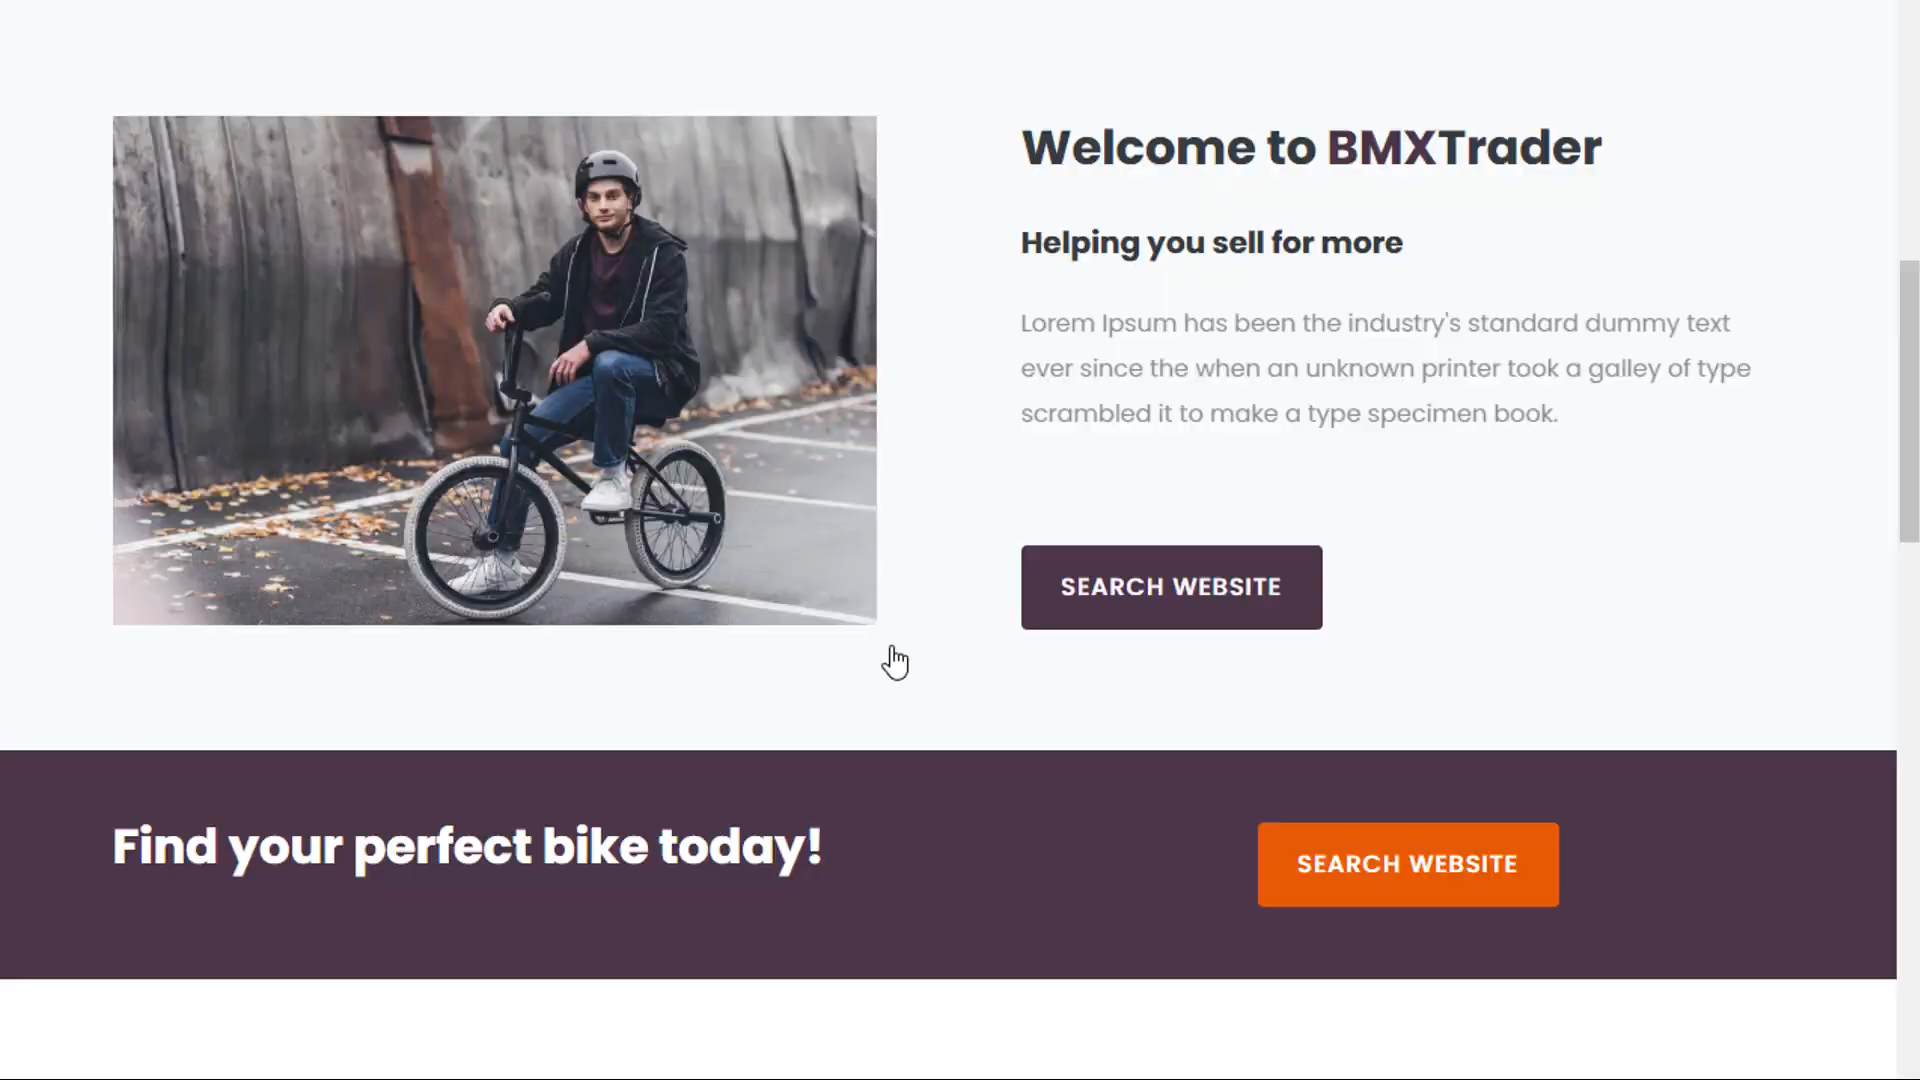 Welcome to BMXTrader
Helping you sell for more
Lorem Ipsum has been the industry's standard dummy text
ever since the when an unknown printer took a galley of type
scrambled it to make a type specimen book.
SEARCH WEBSITE
Find your perfect bike today!
SEARCH WEBSITE